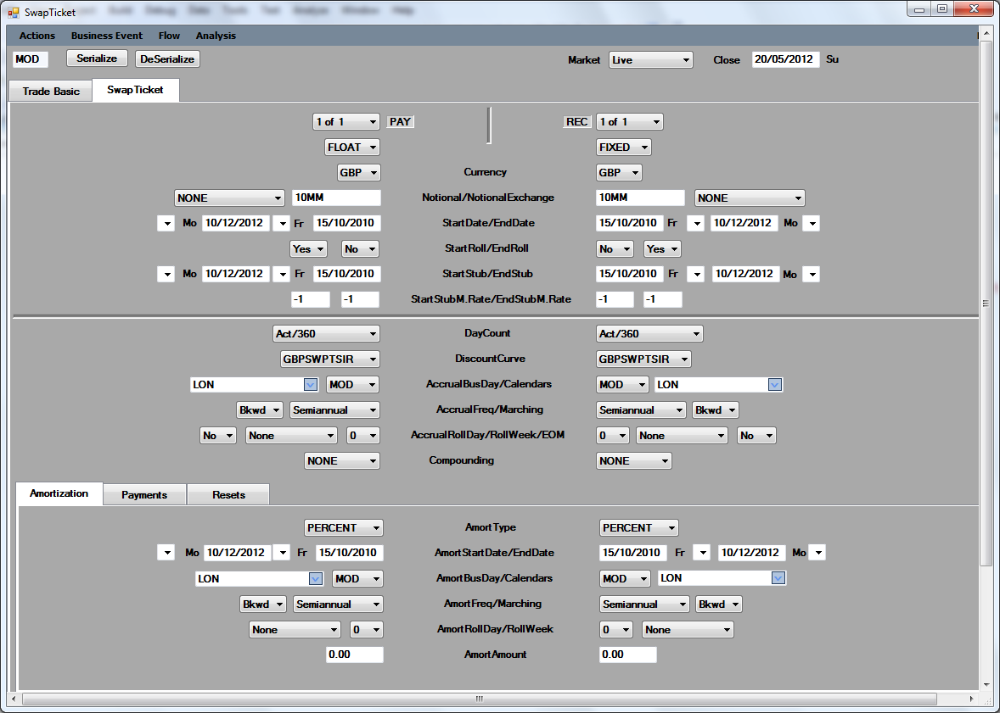 SwapTicket
Actions Business Event Flow Analysis
MOD Serialize DeSerialize Market Live Close 20/05/2012 Su
Trade Basic SwapTicket
1 of 1 PAY REC 1 of 1
FLOAT FIXED
GBP Currency GBP
NONE 10MM Notional/NotionalExchange 10MM NONE
Mo 10/12/2012 Fr 15/10/2010 StartDate/EndDate 15/10/2010 Fr 10/12/2012 Mo
Yes No StartRoll/EndRoll No Yes
Mo 10/12/2012 Fr 15/10/2010 StartStub/EndStub 15/10/2010 Fr 10/12/2012 Mo
-1 -1 StartStubM.Rate/EndStubM.Rate -1 -1
Act/360 DayCount Act/360
GBPSWPTSIR DiscountCurve GBPSWPTSIR
LON MOD AccrualBusDay/Calendars MOD LON
Bkwd Semiannual AccrualFreq/Marching Semiannual Bkwd
No None 0 AccrualRollDay/RollWeek/EOM 0 None No
NONE Compounding NONE
Amortization Payments Resets
PERCENT AmortType PERCENT
Mo 10/12/2012 Fr 15/10/2010 AmortStartDate/EndDate 15/10/2010 Fr 10/12/2012 Mo
LON MOD AmortBusDay/Calendars MOD LON
Bkwd Semiannual AmortFreq/Marching Semiannual Bkwd
None 0 AmortRollDay/RollWeek 0 None
0.00 AmortAmount 0.00